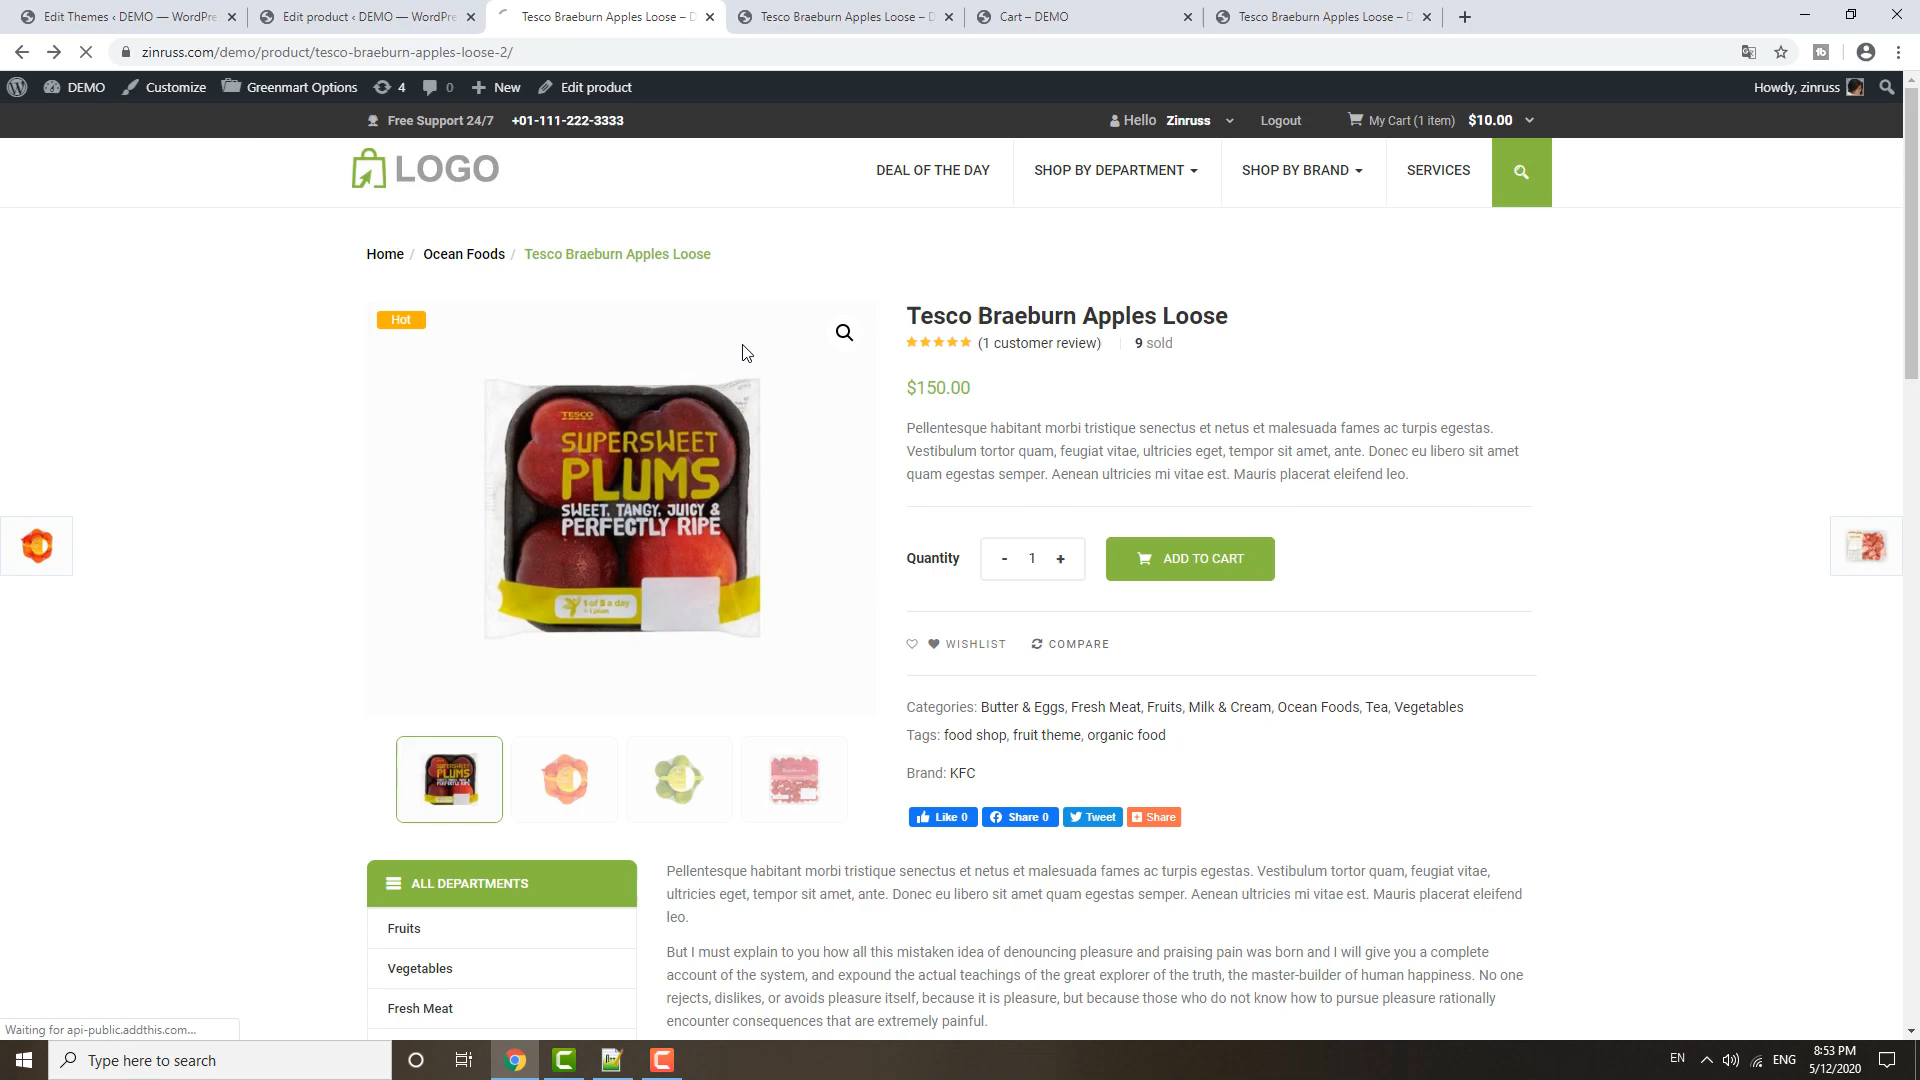 Edit Themes ‹ DEMO — WordPre
Edit product ‹ DEMO — WordPre
Tesco Braeburn Apples Loose – D
Tesco Braeburn Apples Loose – D
Cart – DEMO
Tesco Braeburn Apples Loose – D
zinruss.com/demo/product/tesco-braeburn-apples-loose-2/
DEMO Customize Greenmart Options 4 0 New Edit product Howdy, zinruss
Free Support 24/7 +01-111-222-3333 Hello Zinruss Logout My Cart (1 item) $10.00
LOGO DEAL OF THE DAY SHOP BY DEPARTMENT SHOP BY BRAND SERVICES
Home / Ocean Foods / Tesco Braeburn Apples Loose
Hot
TESCO
SUPERSWEET
PLUMS
SWEET, TANGY, JUICY &
PERFECTLY RIPE
1 of 5 a day
Tesco Braeburn Apples Loose
(1 customer review) 9 sold
$150.00
Pellentesque habitant morbi tristique senectus et netus et malesuada fames ac turpis egestas.
Vestibulum tortor quam, feugiat vitae, ultricies eget, tempor sit amet, ante. Donec eu libero sit amet
quam egestas semper. Aenean ultricies mi vitae est. Mauris placerat eleifend leo.
Quantity - 1 + ADD TO CART
WISHLIST COMPARE
Categories: Butter & Eggs, Fresh Meat, Fruits, Milk & Cream, Ocean Foods, Tea, Vegetables
Tags: food shop, fruit theme, organic food
Brand: KFC
Like 0 Share 0 Tweet Share
ALL DEPARTMENTS
Fruits
Vegetables
Fresh Meat
Pellentesque habitant morbi tristique senectus et netus et malesuada fames ac turpis egestas. Vestibulum tortor quam, feugiat vitae,
ultricies eget, tempor sit amet, ante. Donec eu libero sit amet quam egestas semper. Aenean ultricies mi vitae est. Mauris placerat eleifend
leo.
But I must explain to you how all this mistaken idea of denouncing pleasure and praising pain was born and I will give you a complete
account of the system, and expound the actual teachings of the great explorer of the truth, the master-builder of human happiness. No one
rejects, dislikes, or avoids pleasure itself, because it is pleasure, but because those who do not know how to pursue pleasure rationally
encounter consequences that are extremely painful.
Waiting for api-public.addthis.com...
Type here to search
EN ENG
8:53 PM
5/12/2020